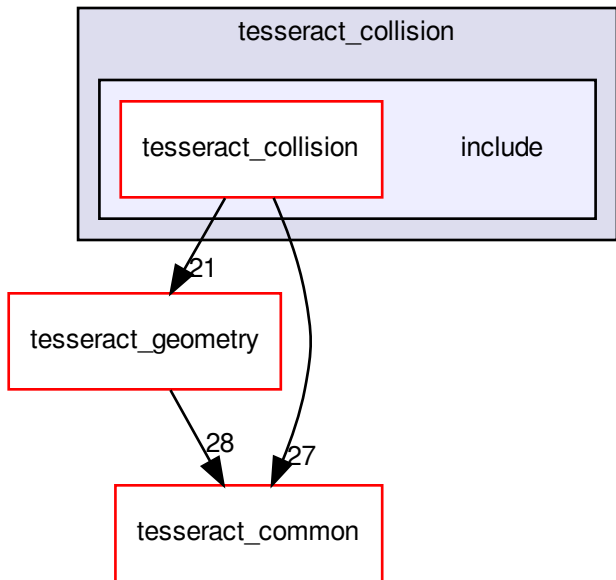 tesseract_collision
tesseract_collision
include
21
tesseract_geometry
28
27
tesseract_common